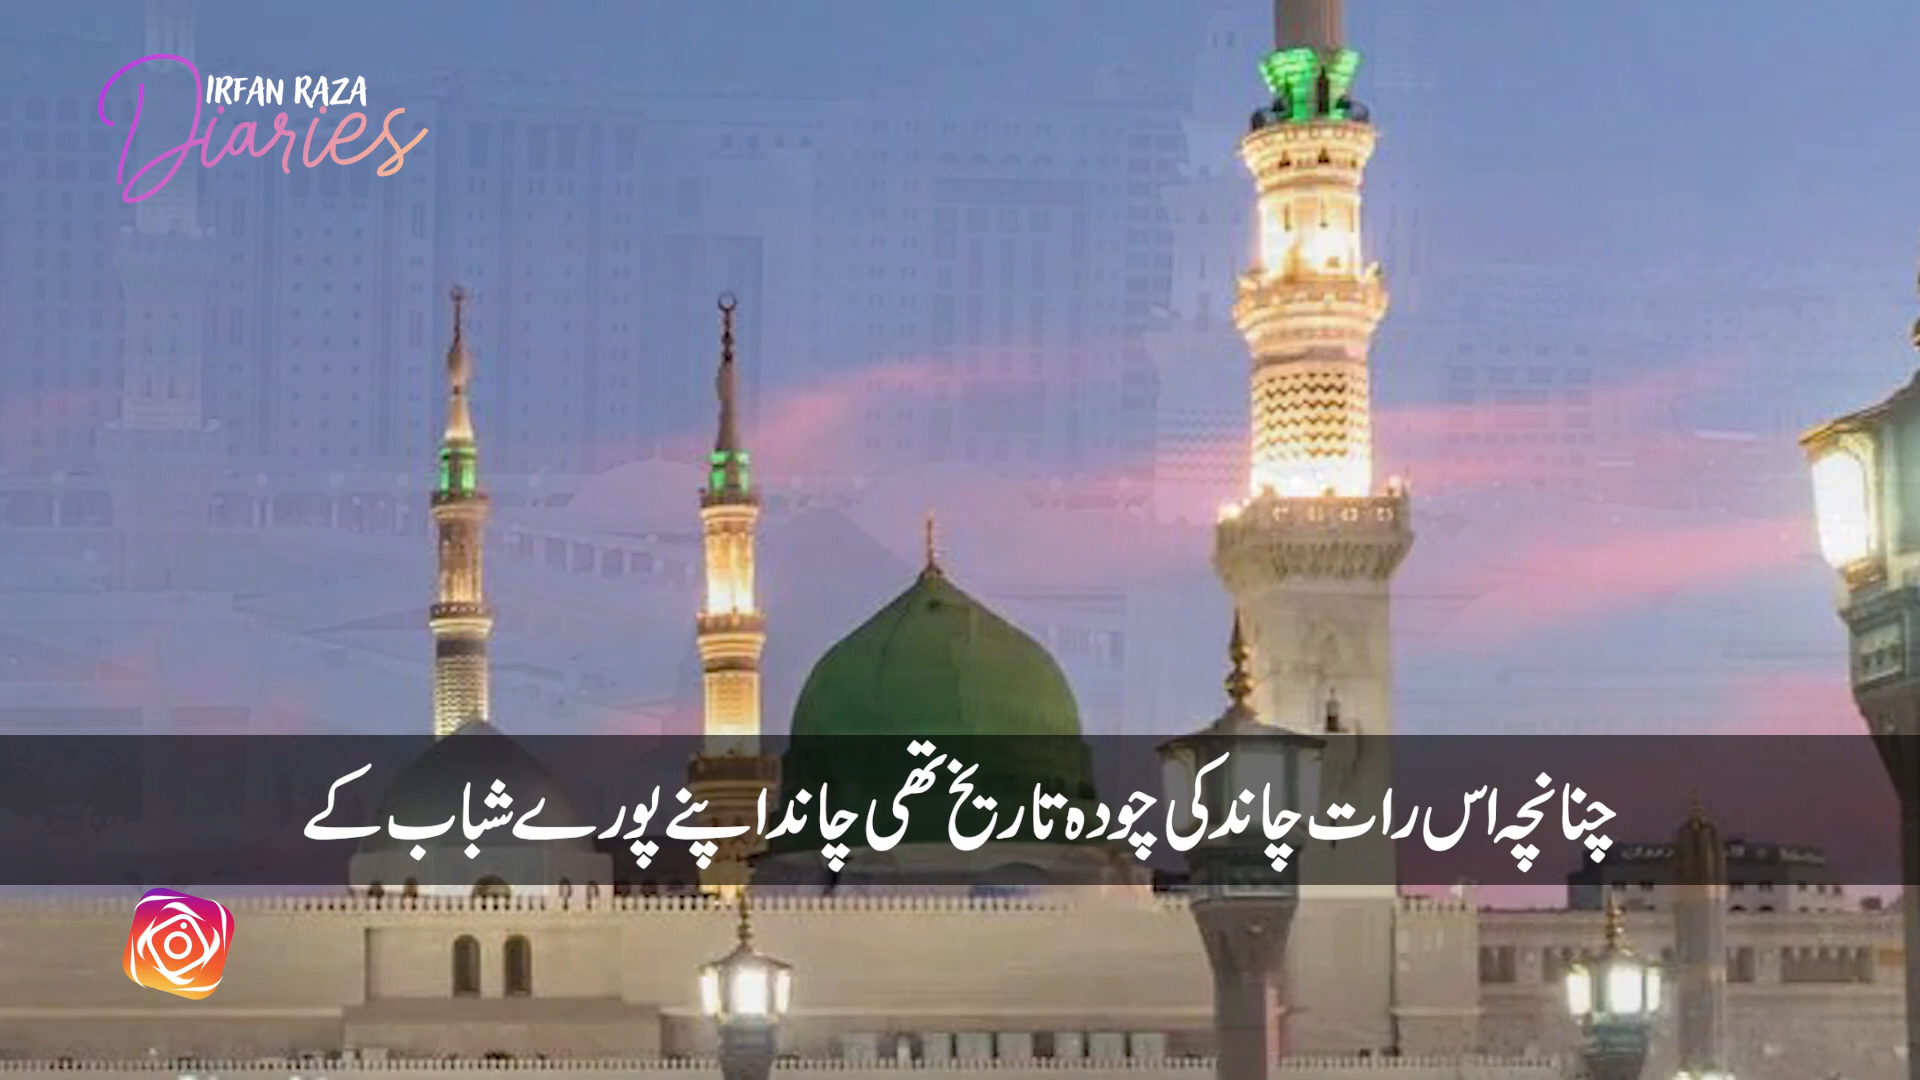 IRFAN RAZA
Diaries
چنانچہ اس رات چاند کی چودہ تاریخ تھی چاند اپنے پورے شباب کے